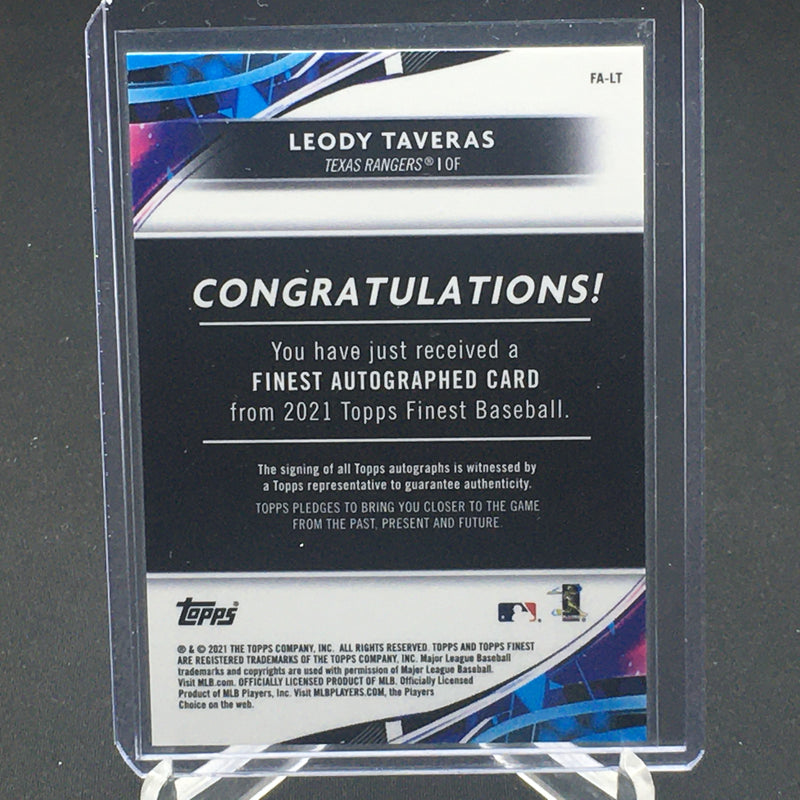 FA-LT
LEODY TAVERAS
TEXAS RANGERS® | OF
CONGRATULATIONS!
You have just received a
FINEST AUTOGRAPHED CARD
from 2021 Topps Finest Baseball.
The signing of all Topps autographs is witnessed by
a Topps representative to guarantee authenticity.
TOPPS PLEDGES TO BRING YOU CLOSER TO THE GAME
FROM THE PAST, PRESENT AND FUTURE.
topps®
® & © 2021 THE TOPPS COMPANY, INC. ALL RIGHTS RESERVED. TOPPS AND TOPPS FINEST
ARE REGISTERED TRADEMARKS OF THE TOPPS COMPANY, INC. Major League Baseball
trademarks and copyrights are used with permission of Major League Baseball.
Visit MLB.com. OFFICIALLY LICENSED PRODUCT OF MLB. Officially Licensed
Product of MLB Players, Inc. Visit MLBPLAYERS.COM, the Players
Choice on the web.